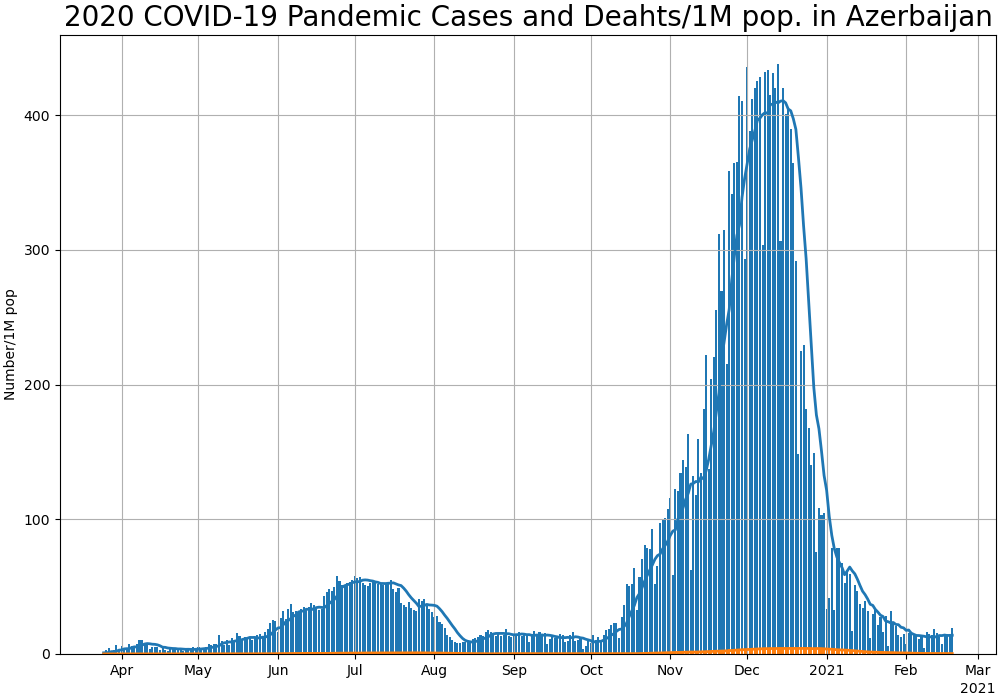 2020 COVID-19 Pandemic Cases and Deahts/1M pop. in Azerbaijan
Number/1M pop
400
300
200
100
0
Apr May Jun Jul Aug Sep Oct Nov Dec 2021 Feb Mar
2021